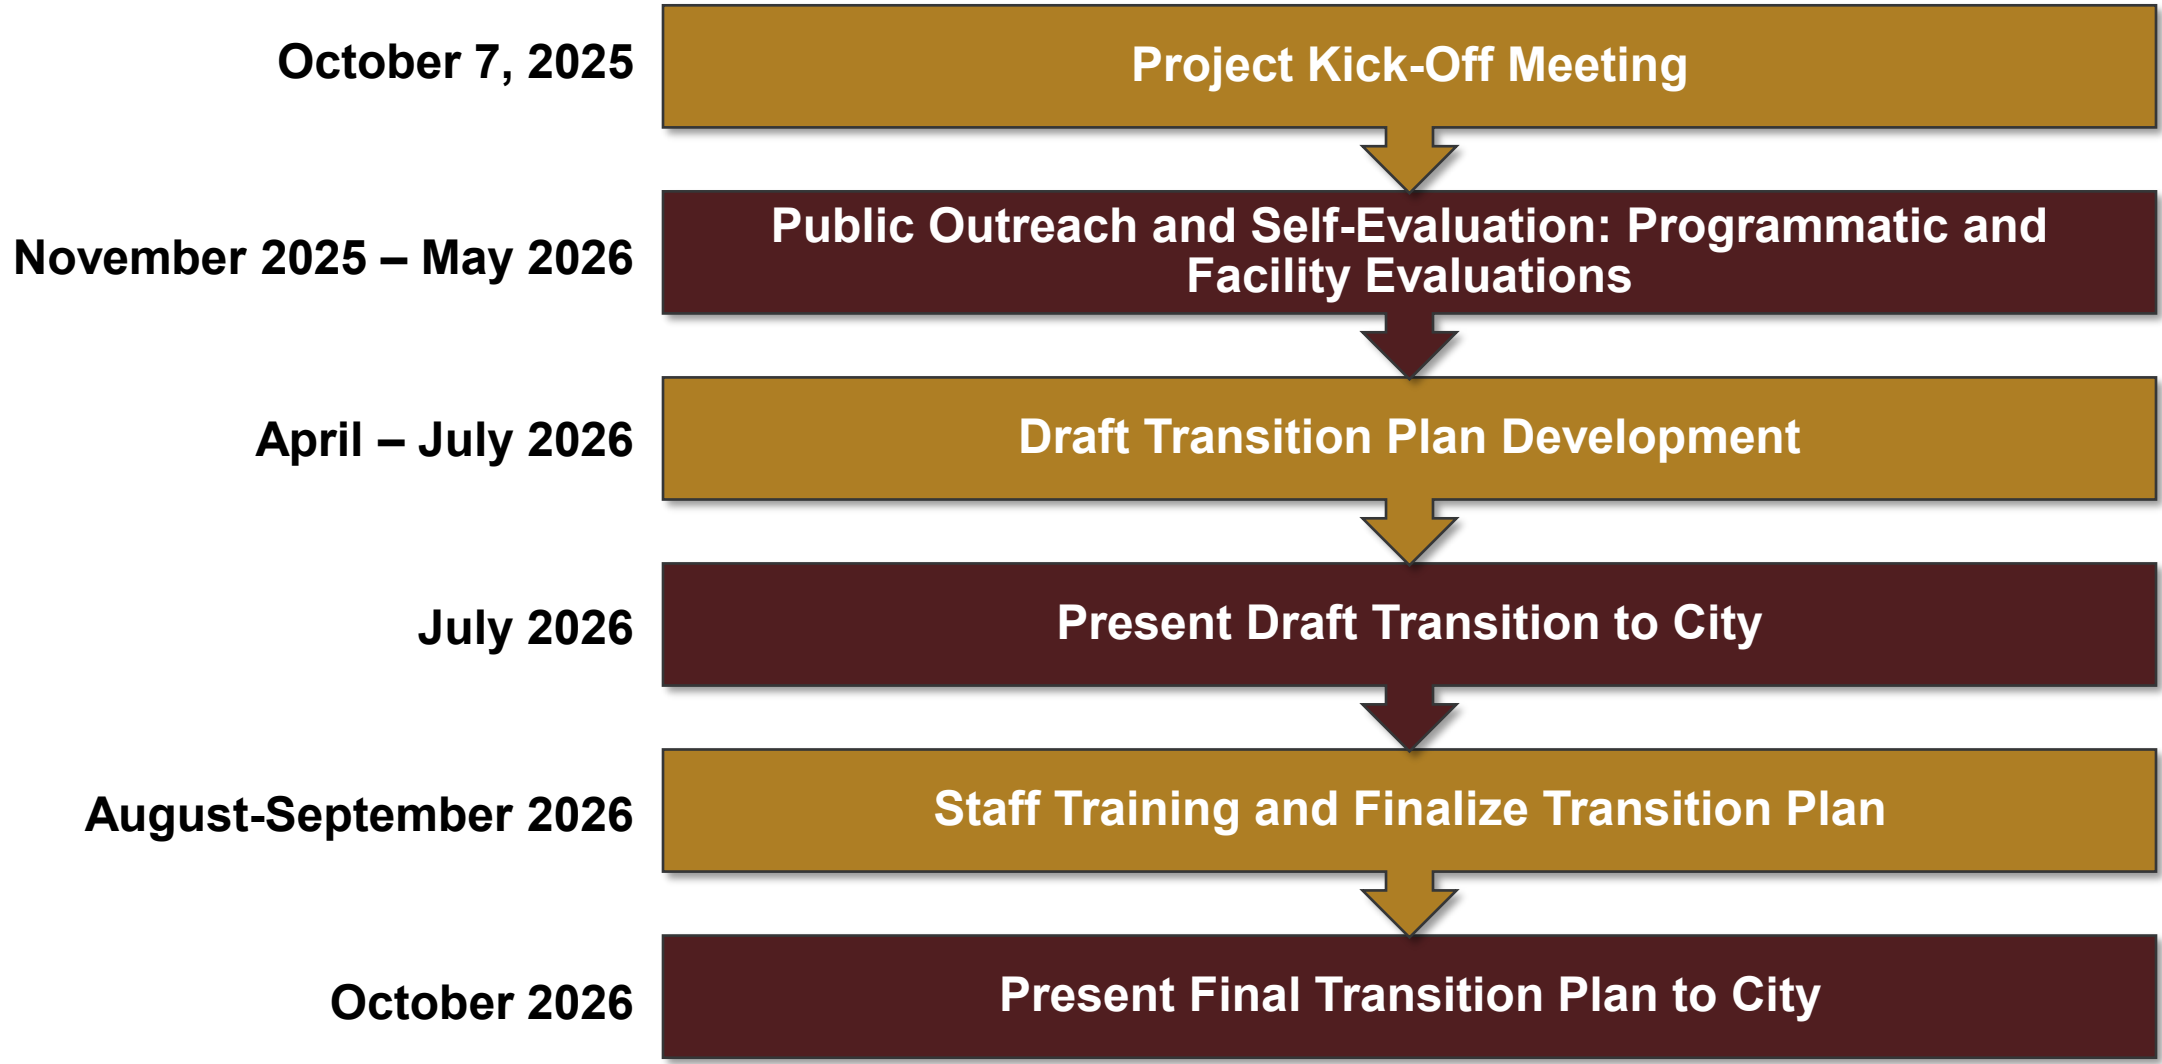 October 7, 2025
Project Kick-Off Meeting
November 2025 – May 2026
Public Outreach and Self-Evaluation: Programmatic and
Facility Evaluations
April – July 2026
Draft Transition Plan Development
July 2026
Present Draft Transition to City
August-September 2026
Staff Training and Finalize Transition Plan
October 2026
Present Final Transition Plan to City